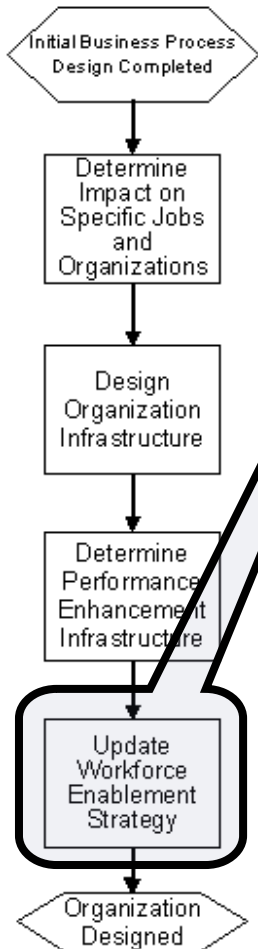 Initial Business Process
Design Completed
Determine
Impact on
Specific Jobs
and
Organizations
Design
Organization
Infrastructure
Determine
Performance
Enhancement
Infrastructure
Update
Workforce
Enablement
Strategy
Organization
Designed